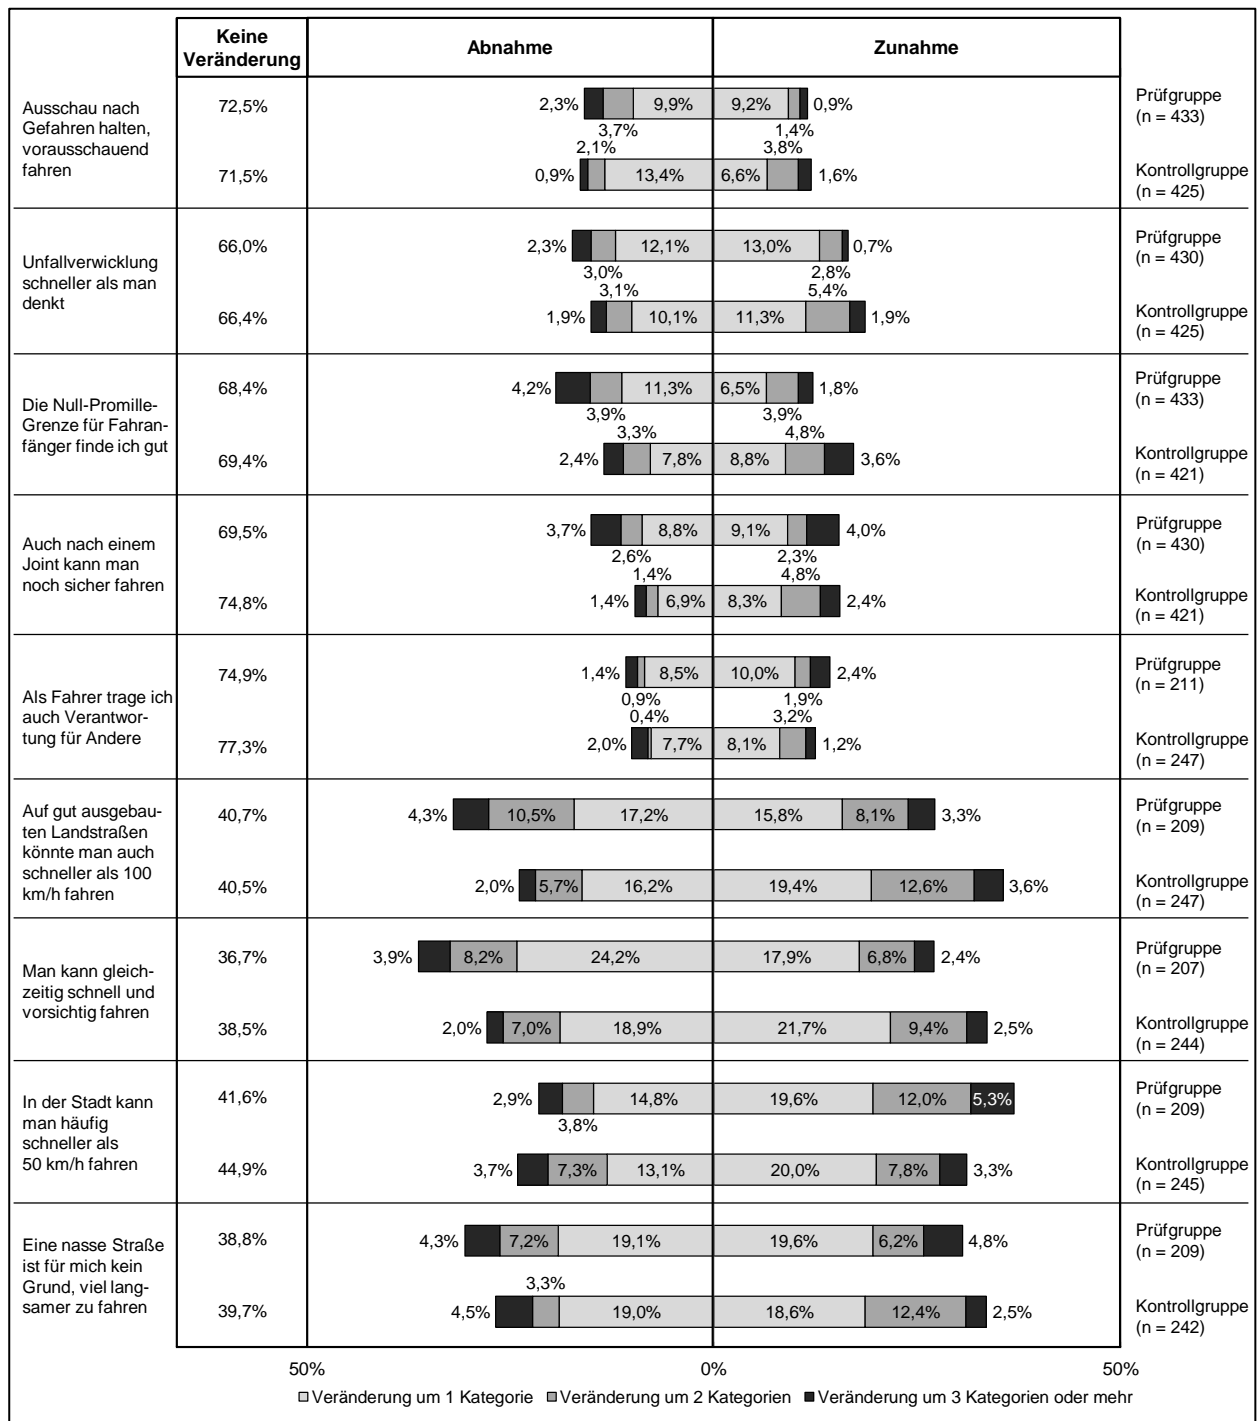 Keine
Veränderung
Abnahme
Zunahme
Ausschau nach
Gefahren halten,
vorausschauend
fahren
72,5%
2,3%
9,9%
9,2%
0,9%
3,7%
1,4%
Prüfgruppe
(n = 433)
71,5%
2,1%
3,8%
0,9%
13,4%
6,6%
1,6%
Kontrollgruppe
(n = 425)
Unfallverwicklung
schneller als man
denkt
66,0%
2,3%
12,1%
13,0%
0,7%
3,0%
2,8%
Prüfgruppe
(n = 430)
66,4%
3,1%
5,4%
1,9%
10,1%
11,3%
1,9%
Kontrollgruppe
(n = 425)
Die Null-Promille-
Grenze für Fahran-
fänger finde ich gut
68,4%
4,2%
11,3%
6,5%
1,8%
3,9%
3,9%
Prüfgruppe
(n = 433)
69,4%
3,3%
4,8%
2,4%
7,8%
8,8%
3,6%
Kontrollgruppe
(n = 421)
Auch nach einem
Joint kann man
noch sicher fahren
69,5%
3,7%
8,8%
9,1%
4,0%
2,6%
2,3%
Prüfgruppe
(n = 430)
74,8%
1,4%
4,8%
1,4%
6,9%
8,3%
2,4%
Kontrollgruppe
(n = 421)
Als Fahrer trage ich
auch Verantwor-
tung für Andere
74,9%
1,4%
8,5%
10,0%
2,4%
0,9%
1,9%
Prüfgruppe
(n = 211)
77,3%
0,4%
3,2%
2,0%
7,7%
8,1%
1,2%
Kontrollgruppe
(n = 247)
Auf gut ausgebau-
ten Landstraßen
könnte man auch
schneller als 100
km/h fahren
40,7%
4,3%
10,5%
17,2%
15,8%
8,1%
3,3%
Prüfgruppe
(n = 209)
40,5%
2,0%
5,7%
16,2%
19,4%
12,6%
3,6%
Kontrollgruppe
(n = 247)
Man kann gleich-
zeitig schnell und
vorsichtig fahren
36,7%
3,9%
8,2%
24,2%
17,9%
6,8%
2,4%
Prüfgruppe
(n = 207)
38,5%
2,0%
7,0%
18,9%
21,7%
9,4%
2,5%
Kontrollgruppe
(n = 244)
In der Stadt kann
man häufig
schneller als
50 km/h fahren
41,6%
2,9%
14,8%
19,6%
12,0%
5,3%
3,8%
Prüfgruppe
(n = 209)
44,9%
3,7%
7,3%
13,1%
20,0%
7,8%
3,3%
Kontrollgruppe
(n = 245)
Eine nasse Straße
ist für mich kein
Grund, viel lang-
samer zu fahren
38,8%
4,3%
7,2%
19,1%
19,6%
6,2%
4,8%
Prüfgruppe
(n = 209)
39,7%
3,3%
4,5%
19,0%
18,6%
12,4%
2,5%
Kontrollgruppe
(n = 242)
50%
0%
50%
Veränderung um 1 Kategorie
Veränderung um 2 Kategorien
Veränderung um 3 Kategorien oder mehr